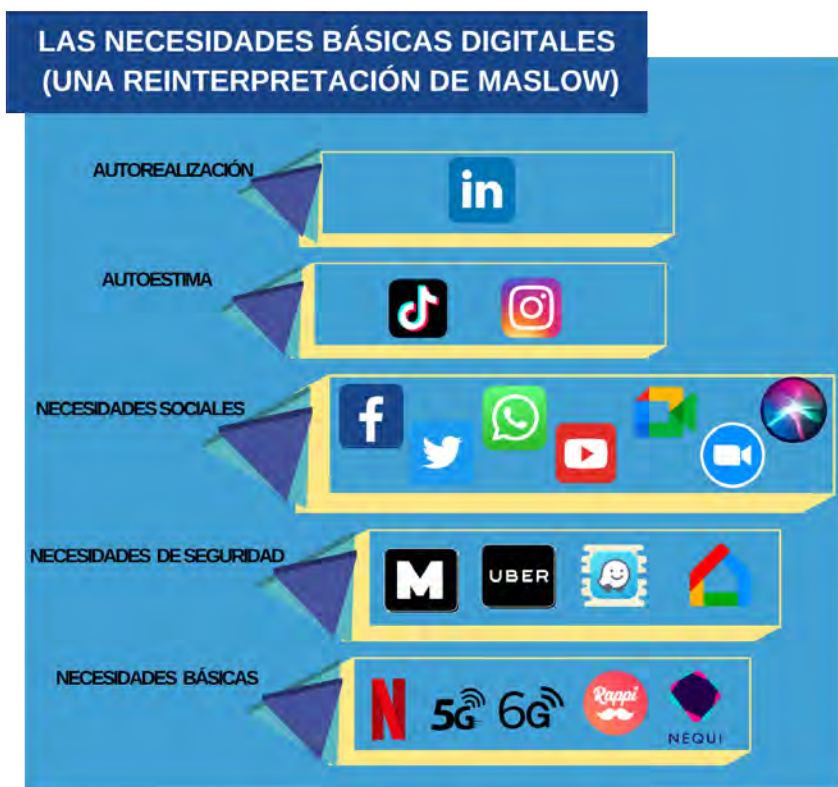 LAS NECESIDADES BÁSICAS DIGITALES
(UNA REINTERPRETACIÓN DE MASLOW)
AUTOREALIZACIÓN
in
AUTOESTIMA
NECESIDADES SOCIALES
f
NECESIDADES DE SEGURIDAD
M
UBER
NECESIDADES BÁSICAS
N
5G
6G
Rappi
NEQUI